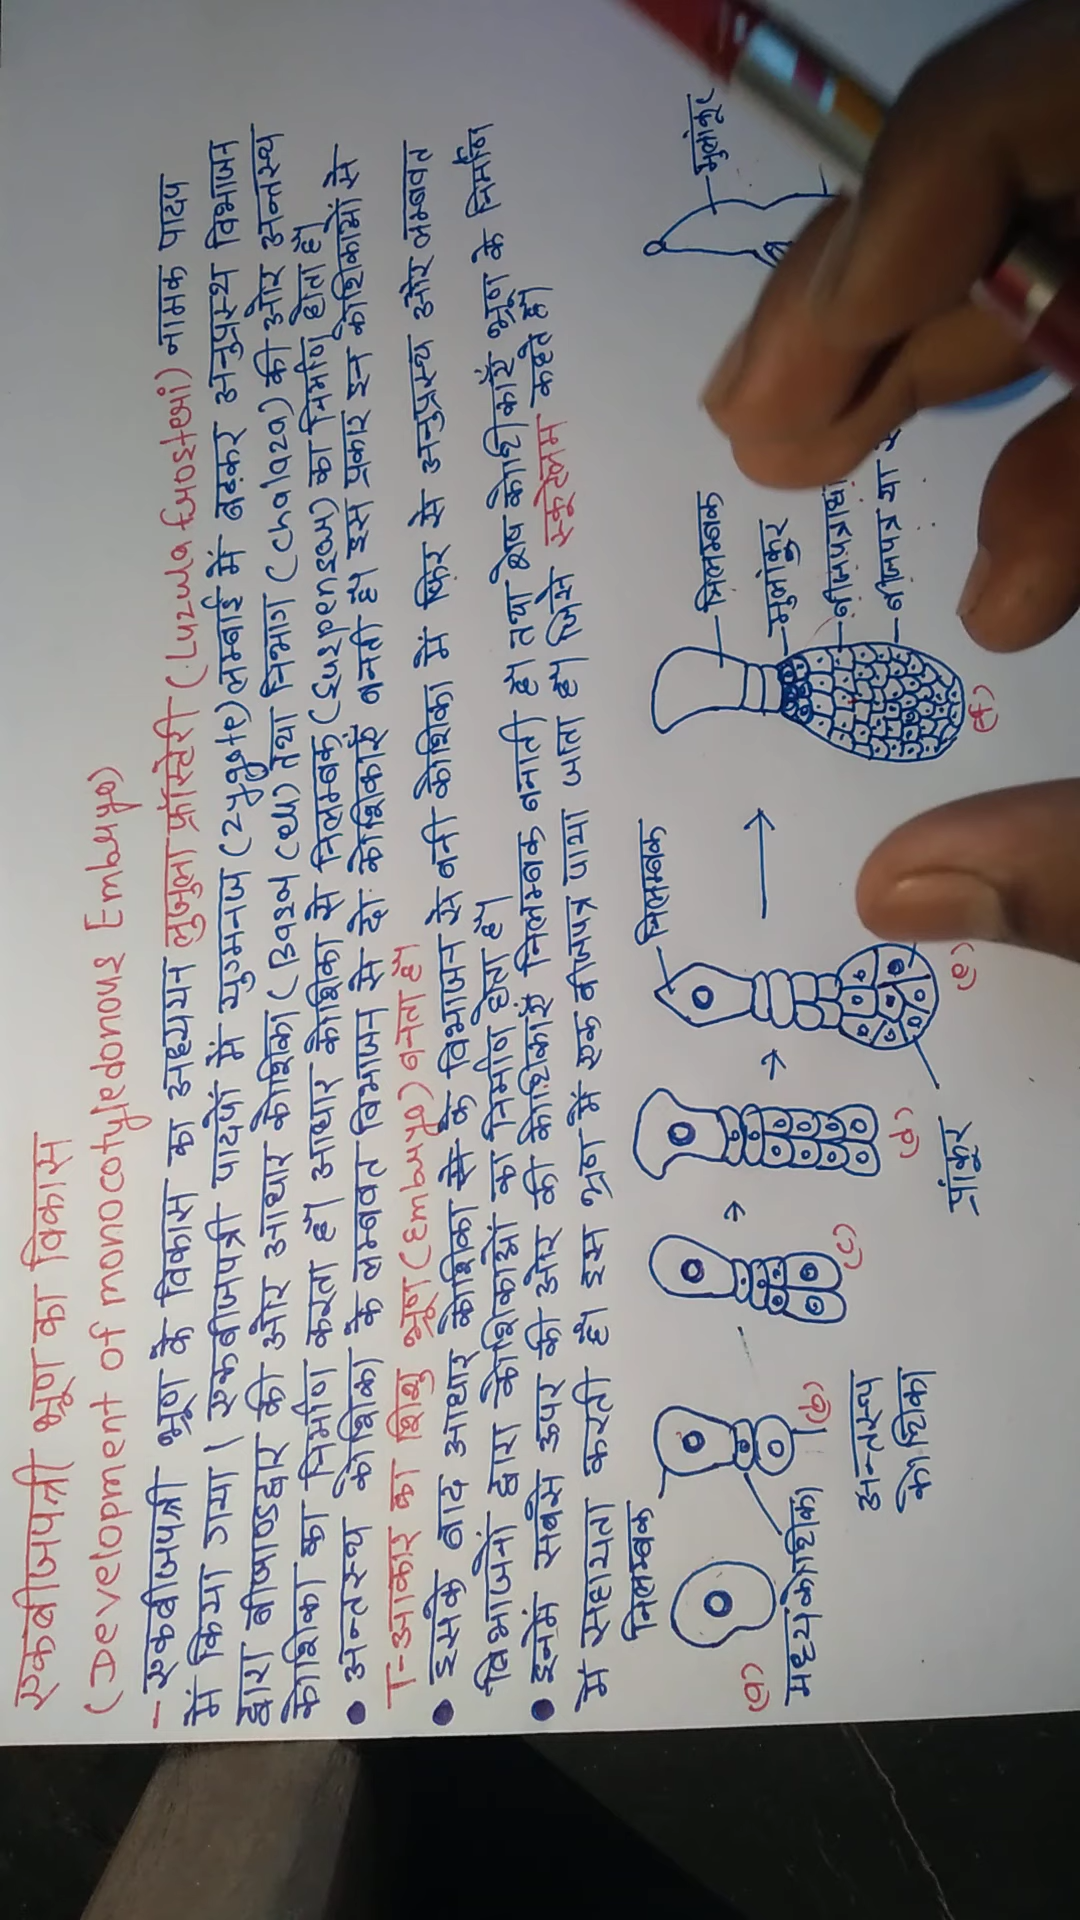 एकबीजपत्री भ्रूण का विकास
(Development of monocotyledonous Embryo)
- एकबीजपत्री भ्रूण के विकास का अध्ययन लुजुला फ्रॉस्टेरी (Luzula frosteri) नामक पादप
में किया गया। एकबीजपत्री पादपों में युग्मनज (zygote) लम्बाई में बढ़कर अनुप्रस्थ विभाजन
द्वारा बीजाण्डद्वार की ओर आधार कोशिका (Basal cell) तथा निभाग (chalaza) की ओर अन्तस्थ
कोशिका का निर्माण करता है। आधार कोशिका से निलम्बक (suspensor) का निर्माण होता है।
● अन्तस्थ कोशिका के लम्बवत विभाजन से दो कोशिकाऐं बनती है। इस प्रकार इन कोशिकाओं से
T-आकार का शिशु भ्रूण (Embryo) बनता है।
● इसके बाद आधार कोशिका के विभाजन से बनी कोशिका में फिर से अनुप्रस्थ और लम्बवत
विभाजनों द्वारा कोशिकाओं का निर्माण होता है।
● इनमें सबसे ऊपर की ओर की कोशिकाऐं निलम्बक बनाती है। तथा शेष कोशिकाऐं भ्रूण के निर्माण
में सहायता करती है। इस भ्रूण में एक बीजपत्र पाया जाता है। जिसे स्कूटेलम कहते है।
निलम्बक
(a)
मध्यकोशिका
(b)
अन्तस्थ
कोशिका
(c)
(d)
प्रांकुर
निलम्बक
(e)
निलम्बक
मुलांकुर
बीजपत्राधा
बीजपत्र या
(f)
मुलांकुर